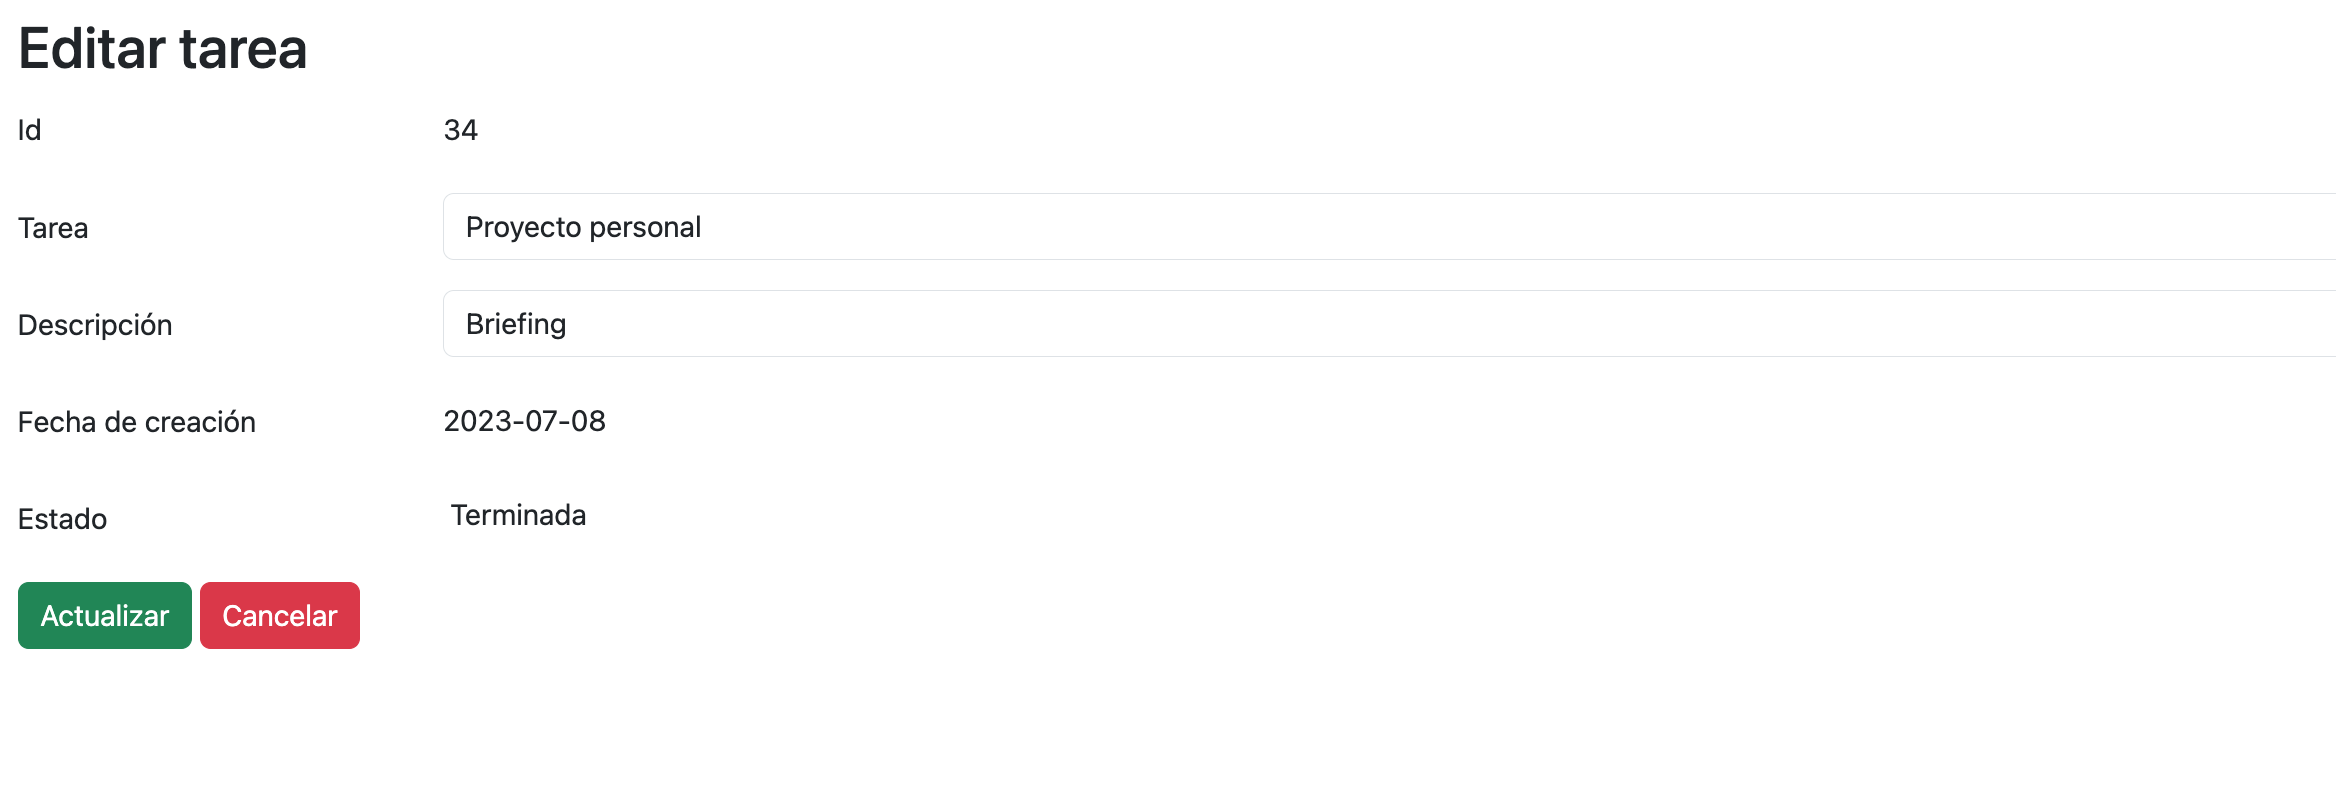 Editar tarea
Id 34
Tarea Proyecto personal
Descripción Briefing
Fecha de creación 2023-07-08
Estado Terminada
Actualizar Cancelar